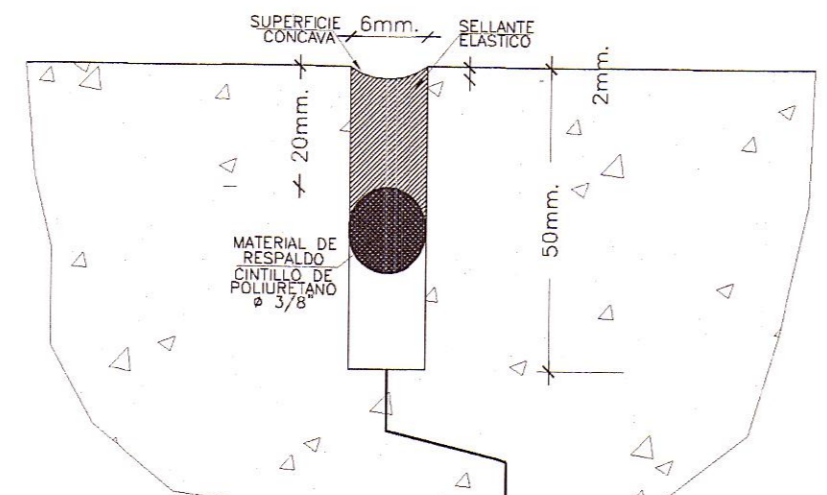 SUPERFICIE
CONCAVA
6mm.
SELLANTE
ELASTICO
20mm.
2mm.
50mm.
MATERIAL DE
RESPALDO
CINTILLO DE
POLIURETANO
ø 3/8"